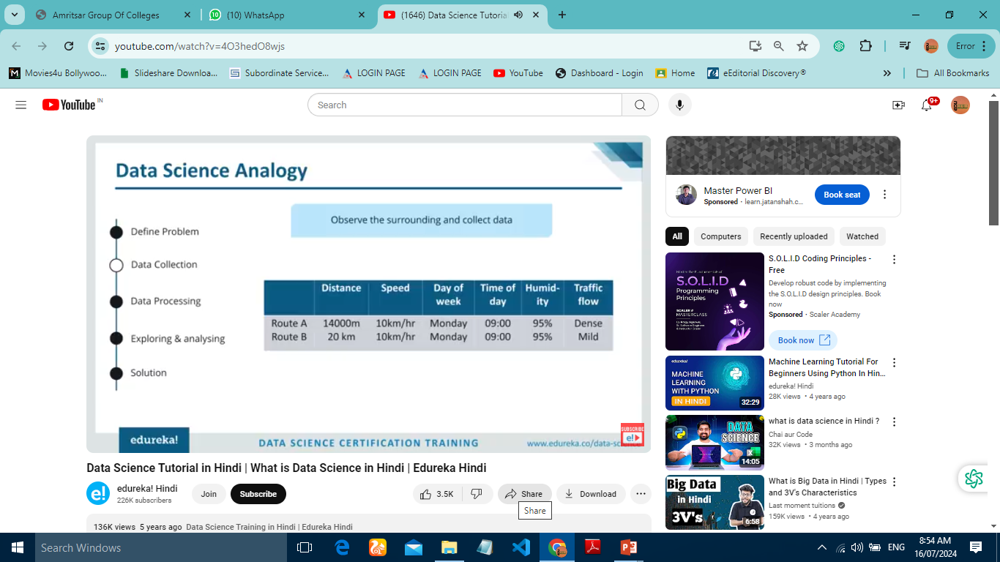 Amritsar Group Of Colleges
(10) WhatsApp
(1646) Data Science Tutorial
youtube.com/watch?v=4O3hedO8wjs
Error
Movies4u Bollywoo...
Slideshare Downloa...
Subordinate Service...
LOGIN PAGE
LOGIN PAGE
YouTube
Dashboard - Login
Home
eEditorial Discovery®
All Bookmarks
YouTube IN
Search
9+
Data Science Analogy
Observe the surrounding and collect data
Define Problem
Data Collection
Data Processing
Exploring & analysing
Solution
Distance Speed Day of week Time of day Humid-ity Traffic flow
Route A 14000m 10km/hr Monday 09:00 95% Dense
Route B 20 km 10km/hr Monday 09:00 95% Mild
SUBSCRIBE
e!
edureka!
DATA SCIENCE CERTIFICATION TRAINING
www.edureka.co/data-science
Data Science Tutorial in Hindi | What is Data Science in Hindi | Edureka Hindi
e!
edureka! Hindi
226K subscribers
Join
Subscribe
3.5K
Share
Download
Share
136K views 5 years ago Data Science Training in Hindi | Edureka Hindi
Master Power BI
Sponsored · learn.jatanshah.c...
Book seat
All
Computers
Recently uploaded
Watched
Master the Fundamentals of
S.O.L.I.D
Programming
Principles
SCALER
MASTERCLASS
S.O.L.I.D Coding Principles -
Free
Develop robust code by implementing
the S.O.L.I.D design principles. Book
now
Sponsored · Scaler Academy
Book now
edureka!
MACHINE
LEARNING
WITH PYTHON
IN HINDI
32:29
Machine Learning Tutorial For
Beginners Using Python In Hin...
edureka! Hindi
28K views • 4 years ago
DATA
SCIENCE
14:05
what is data science in Hindi ?
Chai aur Code
32K views • 3 months ago
Big Data
in Hindi
3V's
6:58
What is Big Data in Hindi | Types
and 3V's Characteristics
Last moment tuitions
159K views • 4 years ago
Search Windows
ENG
8:54 AM
16/07/2024